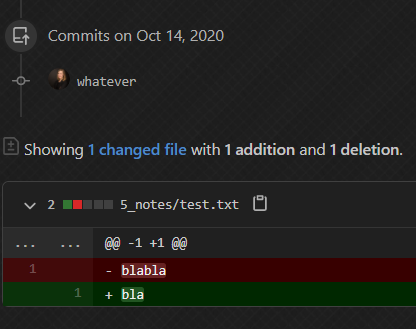 Commits on Oct 14, 2020
whatever
Showing 1 changed file with 1 addition and 1 deletion.
2 5_notes/test.txt
... ... @@ -1 +1 @@
1 - blabla
1 + bla